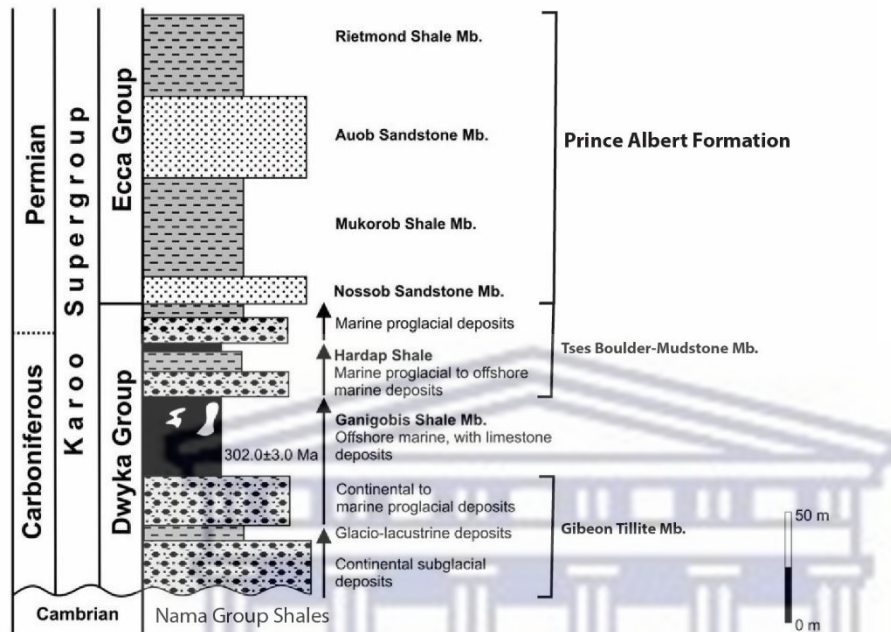 Permian
Carboniferous
Cambrian
Karoo Supergroup
Ecca Group
Dwyka Group
Rietmond Shale Mb.
Auob Sandstone Mb.
Mukorob Shale Mb.
Nossob Sandstone Mb.
Prince Albert Formation
Marine proglacial deposits
Hardap Shale
Marine proglacial to offshore
marine deposits
Tses Boulder-Mudstone Mb.
Ganigobis Shale Mb.
Offshore marine, with limestone
deposits
302.0±3.0 Ma
Continental to
marine proglacial deposits
Glacio-lacustrine deposits
Continental subglacial
deposits
Gibeon Tillite Mb.
50 m
0 m
Nama Group Shales